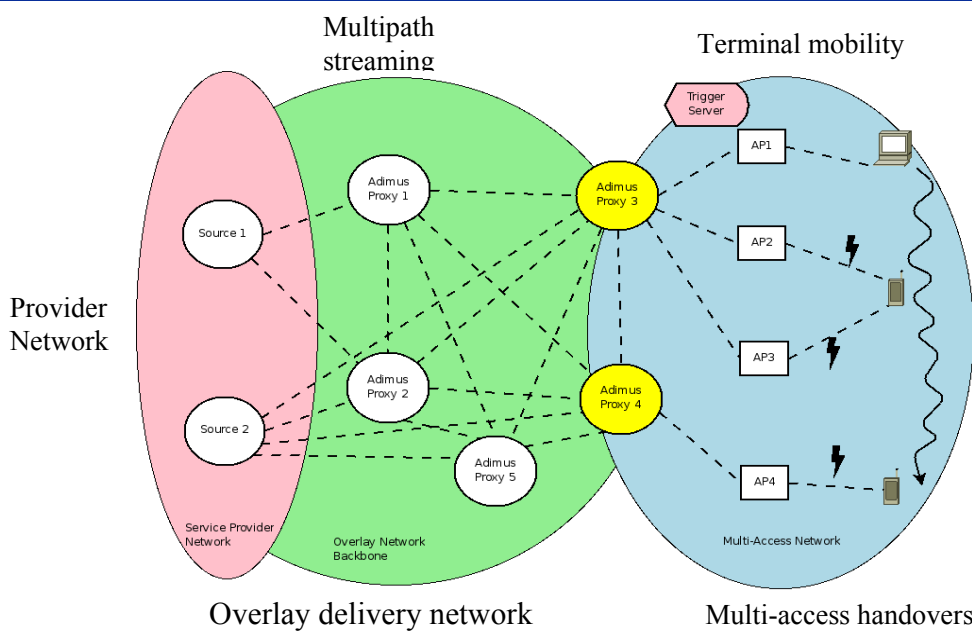 Multipath
streaming
Terminal mobility
Trigger
Server
AP1
Adimus
Proxy 1
Adimus
Proxy 3
Source 1
AP2
Provider
Network
Adimus
Proxy 2
AP3
Adimus
Proxy 4
Source 2
Adimus
Proxy 5
AP4
Service Provider
Network
Overlay Network
Backbone
Multi-Access Network
Overlay delivery network
Multi-access handovers